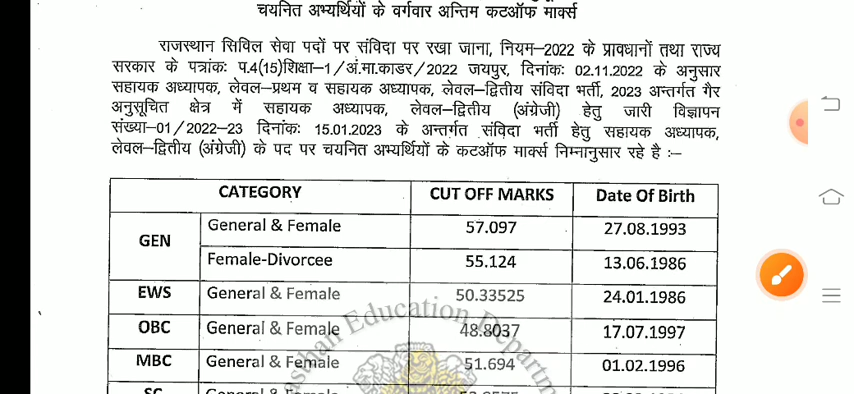 चयनित अभ्यर्थियों के वर्गवार अन्तिम कटऑफ मार्क्स
राजस्थान सिविल सेवा पदों पर संविदा पर रखा जाना, नियम–2022 के प्रावधानों तथा राज्य
सरकार के पत्रांकः प.4(15)शिक्षा–1/अं.मा.काडर/2022 जयपुर, दिनांकः 02.11.2022 के अनुसार
सहायक अध्यापक, लेवल–प्रथम व सहायक अध्यापक, लेवल–द्वितीय संविदा भर्ती, 2023 अन्तर्गत गैर
अनुसूचित क्षेत्र में सहायक अध्यापक, लेवल–द्वितीय (अंग्रेजी) हेतु जारी विज्ञापन
संख्या–01/2022–23 दिनांकः 15.01.2023 के अन्तर्गत संविदा भर्ती हेतु सहायक अध्यापक,
लेवल–द्वितीय (अंग्रेजी) के पद पर चयनित अभ्यर्थियों के कटऑफ मार्क्स निम्नानुसार रहे है :–
CATEGORY CUT OFF MARKS Date Of Birth
GEN General & Female 57.097 27.08.1993
Female-Divorcee 55.124 13.06.1986
EWS General & Female 50.33525 24.01.1986
OBC General & Female 48.8037 17.07.1997
MBC General & Female 51.694 01.02.1996
SC General & Female
Education